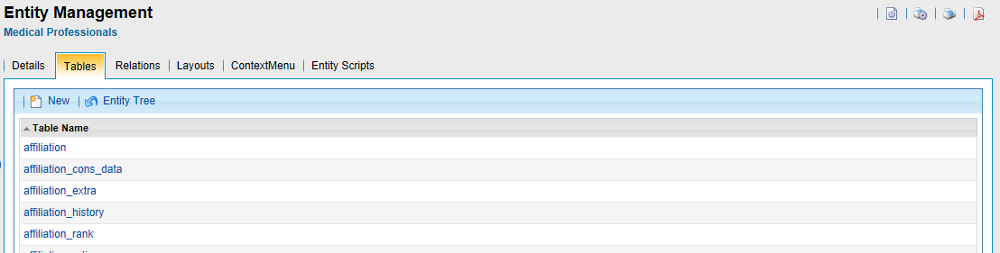 Entity Management
Medical Professionals
Details Tables Relations Layouts ContextMenu Entity Scripts
New Entity Tree
Table Name
affiliation
affiliation_cons_data
affiliation_extra
affiliation_history
affiliation_rank